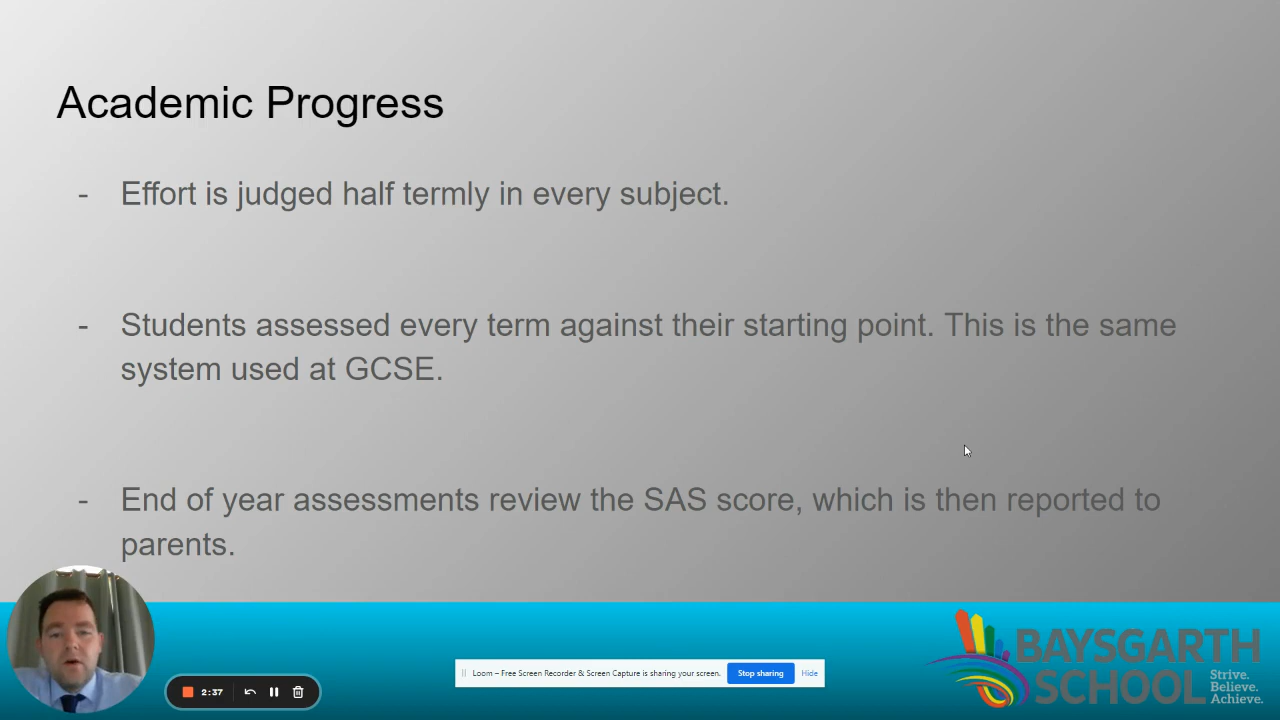 Academic Progress
- Effort is judged half termly in every subject.
- Students assessed every term against their starting point. This is the same
system used at GCSE.
- End of year assessments review the SAS score, which is then reported to
parents.
2:37
Loom – Free Screen Recorder & Screen Capture is sharing your screen. Stop sharing Hide
BAYSGARTH
SCHOOL
Strive.
Believe.
Achieve.